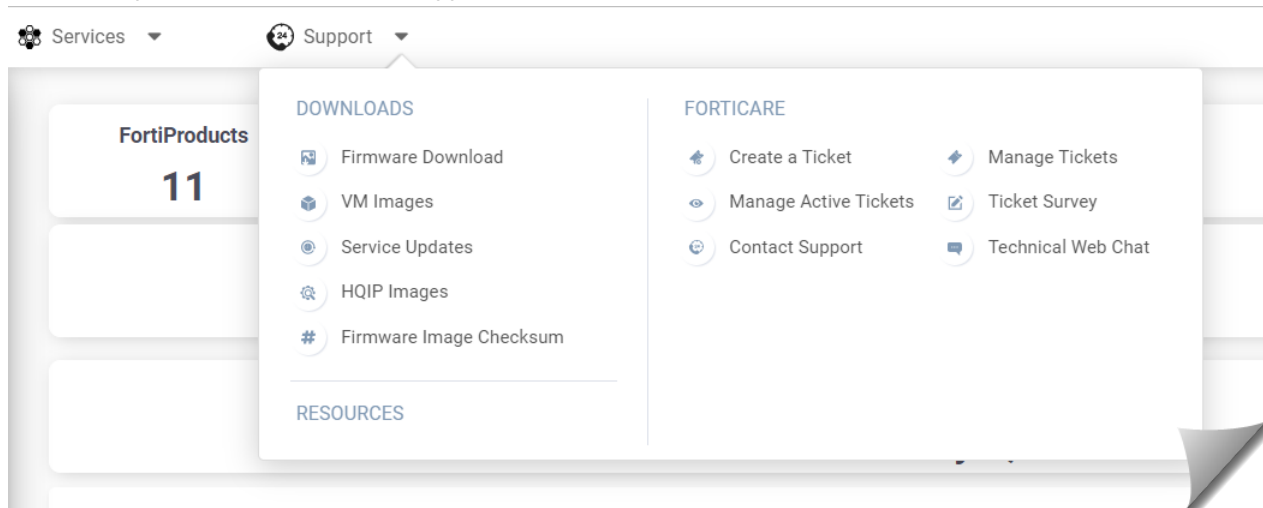 Services
Support
FortiProducts
11
DOWNLOADS
Firmware Download
VM Images
Service Updates
HQIP Images
Firmware Image Checksum
RESOURCES
FORTICARE
Create a Ticket
Manage Tickets
Manage Active Tickets
Ticket Survey
Contact Support
Technical Web Chat